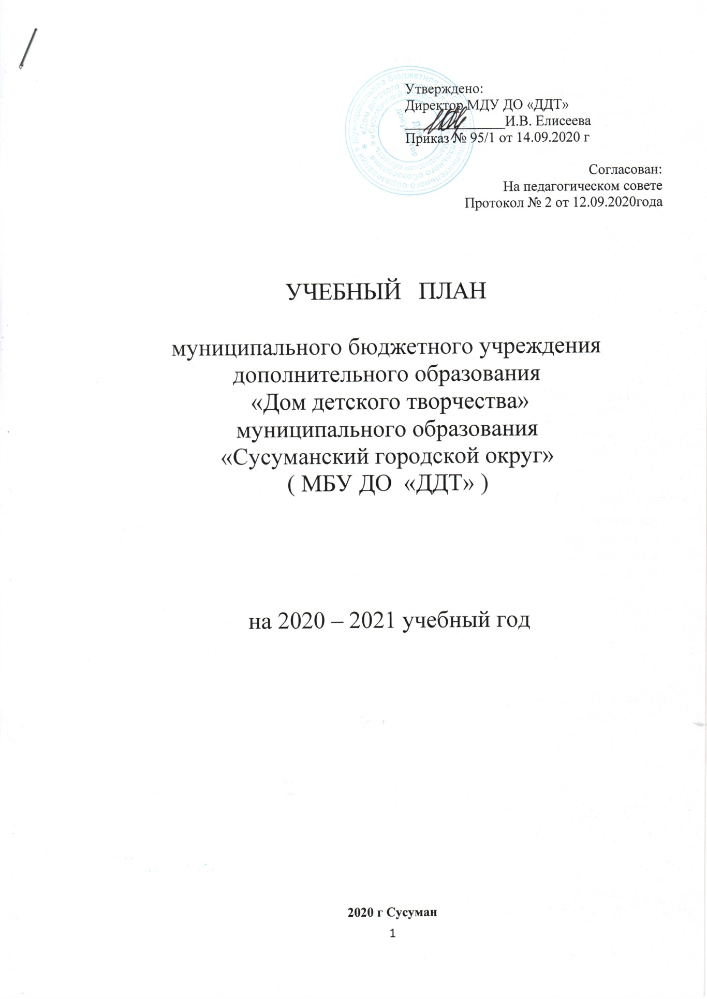 Утверждено:
Директор МДУ ДО «ДДТ»
И.В. Елисеева
Приказ № 95/1 от 14.09.2020 г
Согласован:
На педагогическом совете
Протокол № 2 от 12.09.2020года
УЧЕБНЫЙ ПЛАН
муниципального бюджетного учреждения
дополнительного образования
«Дом детского творчества»
муниципального образования
«Сусуманский городской округ»
( МБУ ДО «ДДТ» )
на 2020 – 2021 учебный год
2020 г Сусуман
1